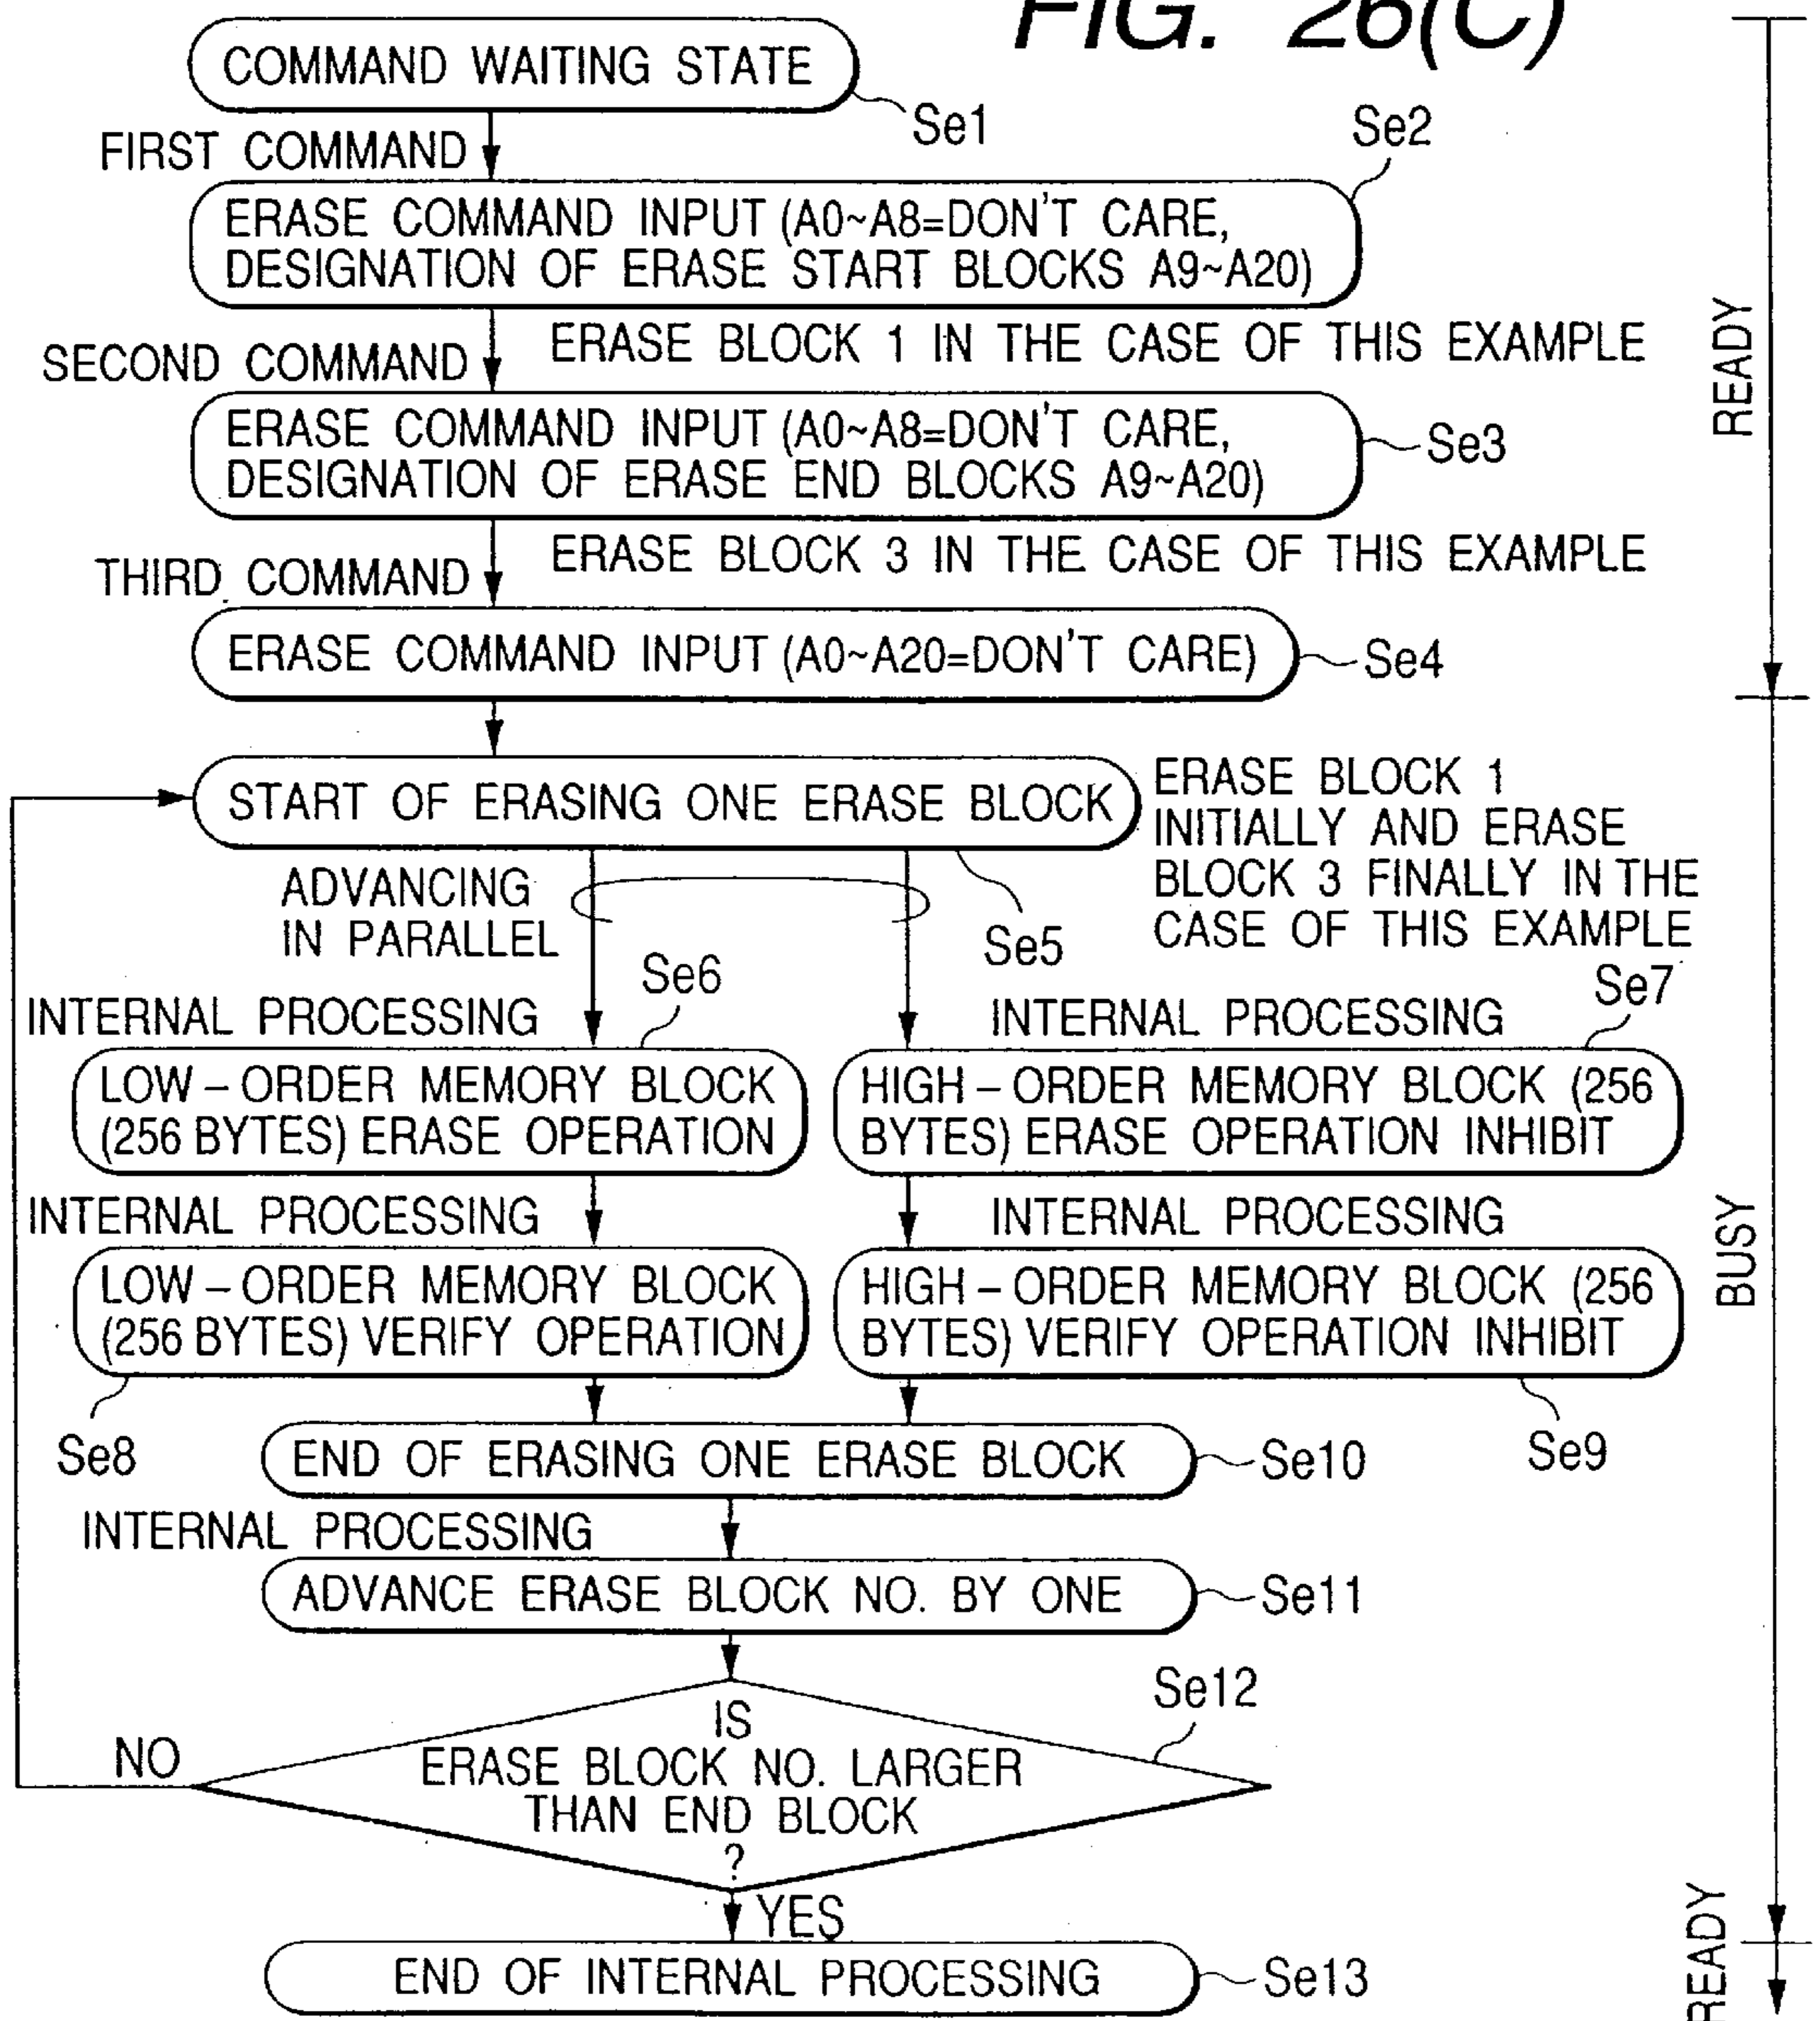 FIG. 26(C)
COMMAND WAITING STATE
Se1
FIRST COMMAND
Se2
ERASE COMMAND INPUT (A0~A8=DON'T CARE,
DESIGNATION OF ERASE START BLOCKS A9~A20)
READY
SECOND COMMAND
ERASE BLOCK 1 IN THE CASE OF THIS EXAMPLE
ERASE COMMAND INPUT (A0~A8=DON'T CARE,
DESIGNATION OF ERASE END BLOCKS A9~A20)
Se3
THIRD COMMAND
ERASE BLOCK 3 IN THE CASE OF THIS EXAMPLE
ERASE COMMAND INPUT (A0~A20=DON'T CARE)
Se4
START OF ERASING ONE ERASE BLOCK
ERASE BLOCK 1
INITIALLY AND ERASE
BLOCK 3 FINALLY IN THE
CASE OF THIS EXAMPLE
ADVANCING
IN PARALLEL
Se5
Se6
Se7
INTERNAL PROCESSING
INTERNAL PROCESSING
LOW-ORDER MEMORY BLOCK
(256 BYTES) ERASE OPERATION
HIGH-ORDER MEMORY BLOCK (256
BYTES) ERASE OPERATION INHIBIT
INTERNAL PROCESSING
INTERNAL PROCESSING
BUSY
LOW-ORDER MEMORY BLOCK
(256 BYTES) VERIFY OPERATION
HIGH-ORDER MEMORY BLOCK (256
BYTES) VERIFY OPERATION INHIBIT
Se8
END OF ERASING ONE ERASE BLOCK
Se10
Se9
INTERNAL PROCESSING
ADVANCE ERASE BLOCK NO. BY ONE
Se11
Se12
NO
IS
ERASE BLOCK NO. LARGER
THAN END BLOCK
?
YES
END OF INTERNAL PROCESSING
Se13
READY